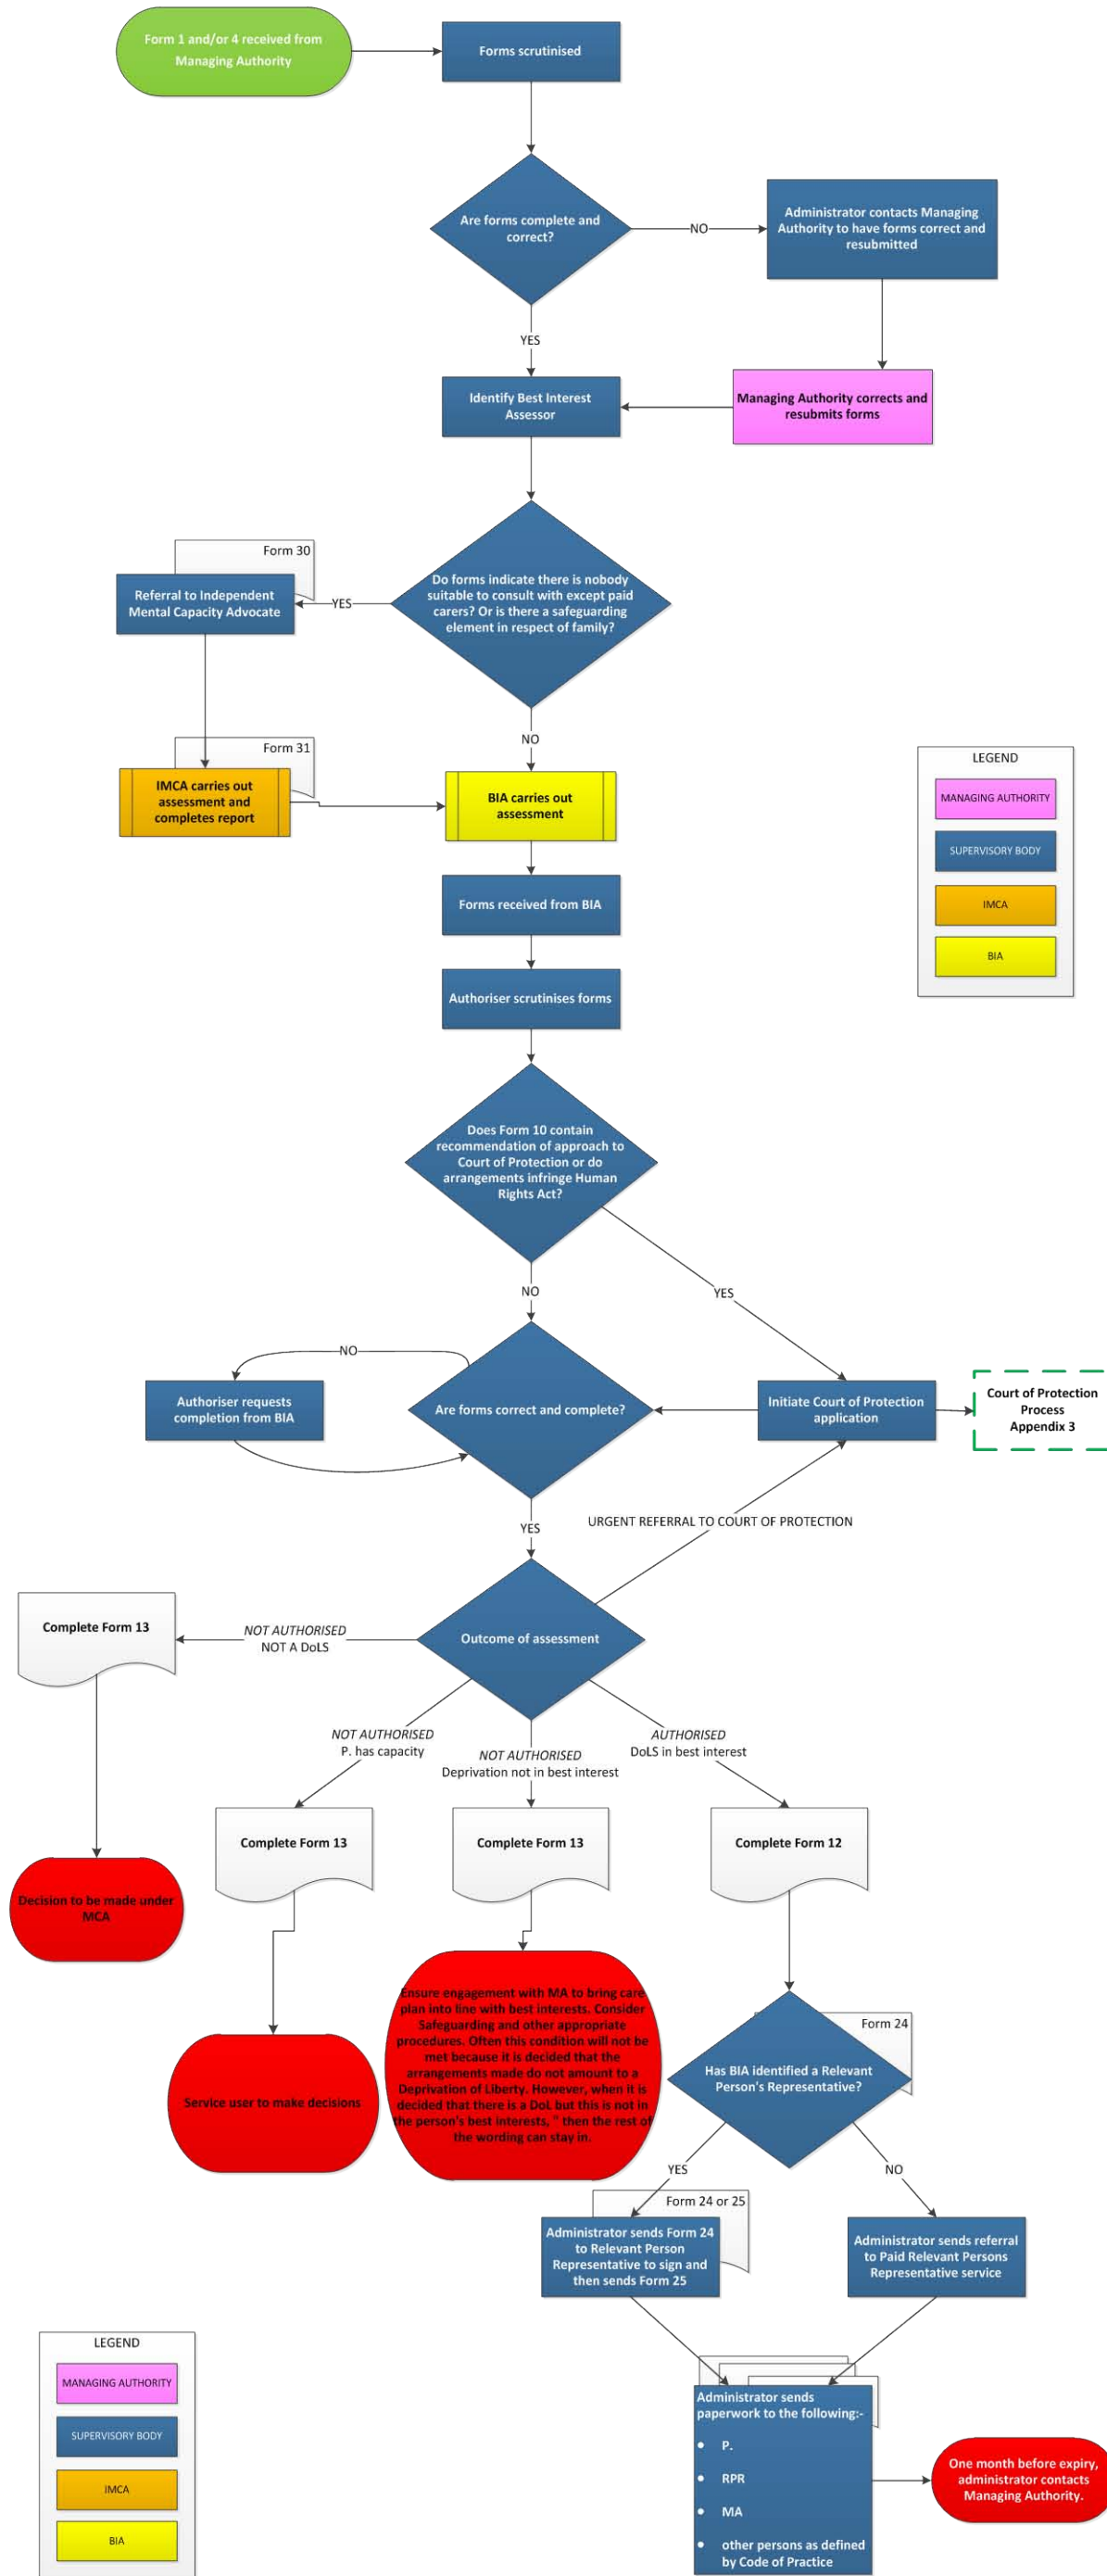 Form 1 and/or 4 received from
Managing Authority
Forms scrutinised
Are forms complete and
correct?
NO
Administrator contacts Managing
Authority to have forms correct and
resubmitted
YES
Managing Authority corrects and
resubmits forms
Identify Best Interest
Assessor
Do forms indicate there is nobody
suitable to consult with except paid
carers? Or is there a safeguarding
element in respect of family?
YES
Form 30
Referral to Independent
Mental Capacity Advocate
NO
Form 31
IMCA carries out
assessment and
completes report
BIA carries out
assessment
LEGEND
MANAGING AUTHORITY
SUPERVISORY BODY
IMCA
BIA
Forms received from BIA
Authoriser scrutinises forms
Does Form 10 contain
recommendation of approach to
Court of Protection or do
arrangements infringe Human
Rights Act?
NO
YES
NO
Authoriser requests
completion from BIA
Are forms correct and complete?
Initiate Court of Protection
application
Court of Protection
Process
Appendix 3
YES
URGENT REFERRAL TO COURT OF PROTECTION
Outcome of assessment
NOT AUTHORISED
NOT A DoLS
Complete Form 13
NOT AUTHORISED
P. has capacity
NOT AUTHORISED
Deprivation not in best interest
AUTHORISED
DoLS in best interest
Complete Form 13
Complete Form 13
Complete Form 12
Decision to be made under
MCA
Service user to make decisions
Ensure engagement with MA to bring care
plan into line with best interests. Consider
Safeguarding and other appropriate
procedures. Often this condition will not be
met because it is decided that the
arrangements made do not amount to a
Deprivation of Liberty. However, when it is
decided that there is a DoL but this is not in
the person's best interests, " then the rest of
the wording can stay in.
Form 24
Has BIA identified a Relevant
Person's Representative?
YES
NO
Form 24 or 25
Administrator sends Form 24
to Relevant Person
Representative to sign and
then sends Form 25
Administrator sends referral
to Paid Relevant Persons
Representative service
Administrator sends
paperwork to the following:-
• P.
• RPR
• MA
• other persons as defined
by Code of Practice
One month before expiry,
administrator contacts
Managing Authority.
LEGEND
MANAGING AUTHORITY
SUPERVISORY BODY
IMCA
BIA